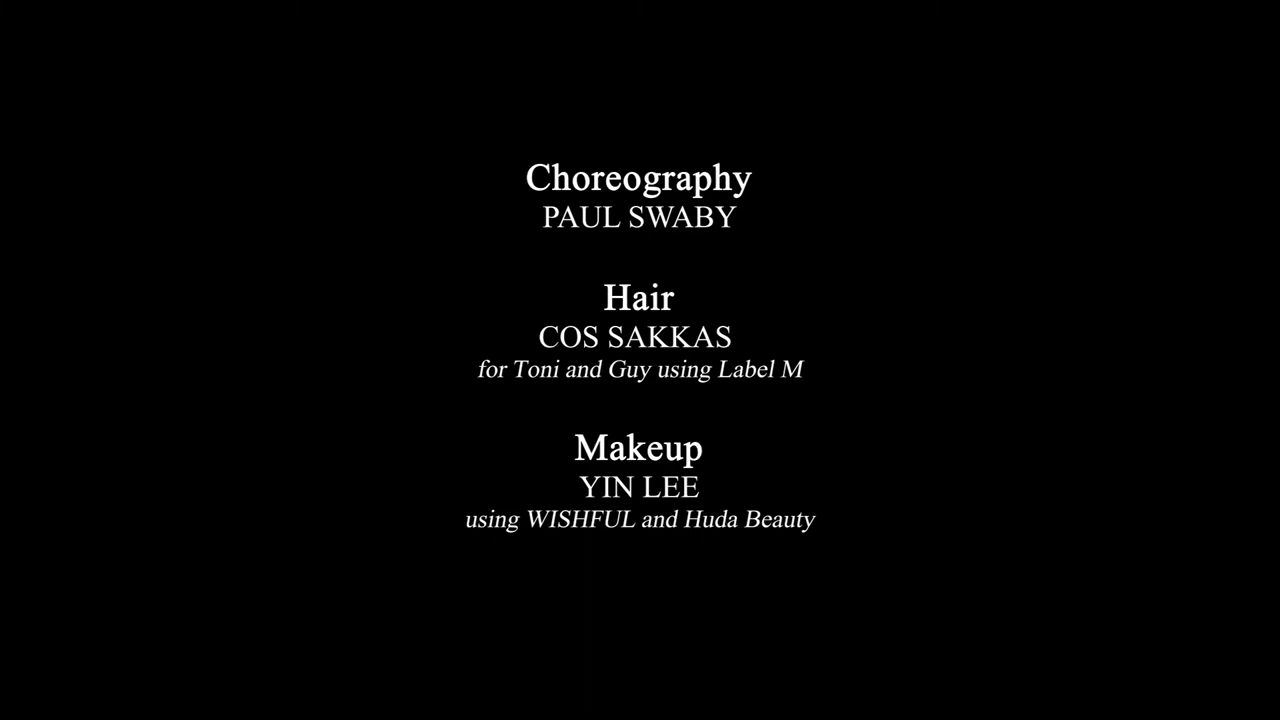 Choreography
PAUL SWABY
Hair
COS SAKKAS
for Toni and Guy using Label M
Makeup
YIN LEE
using WISHFUL and Huda Beauty